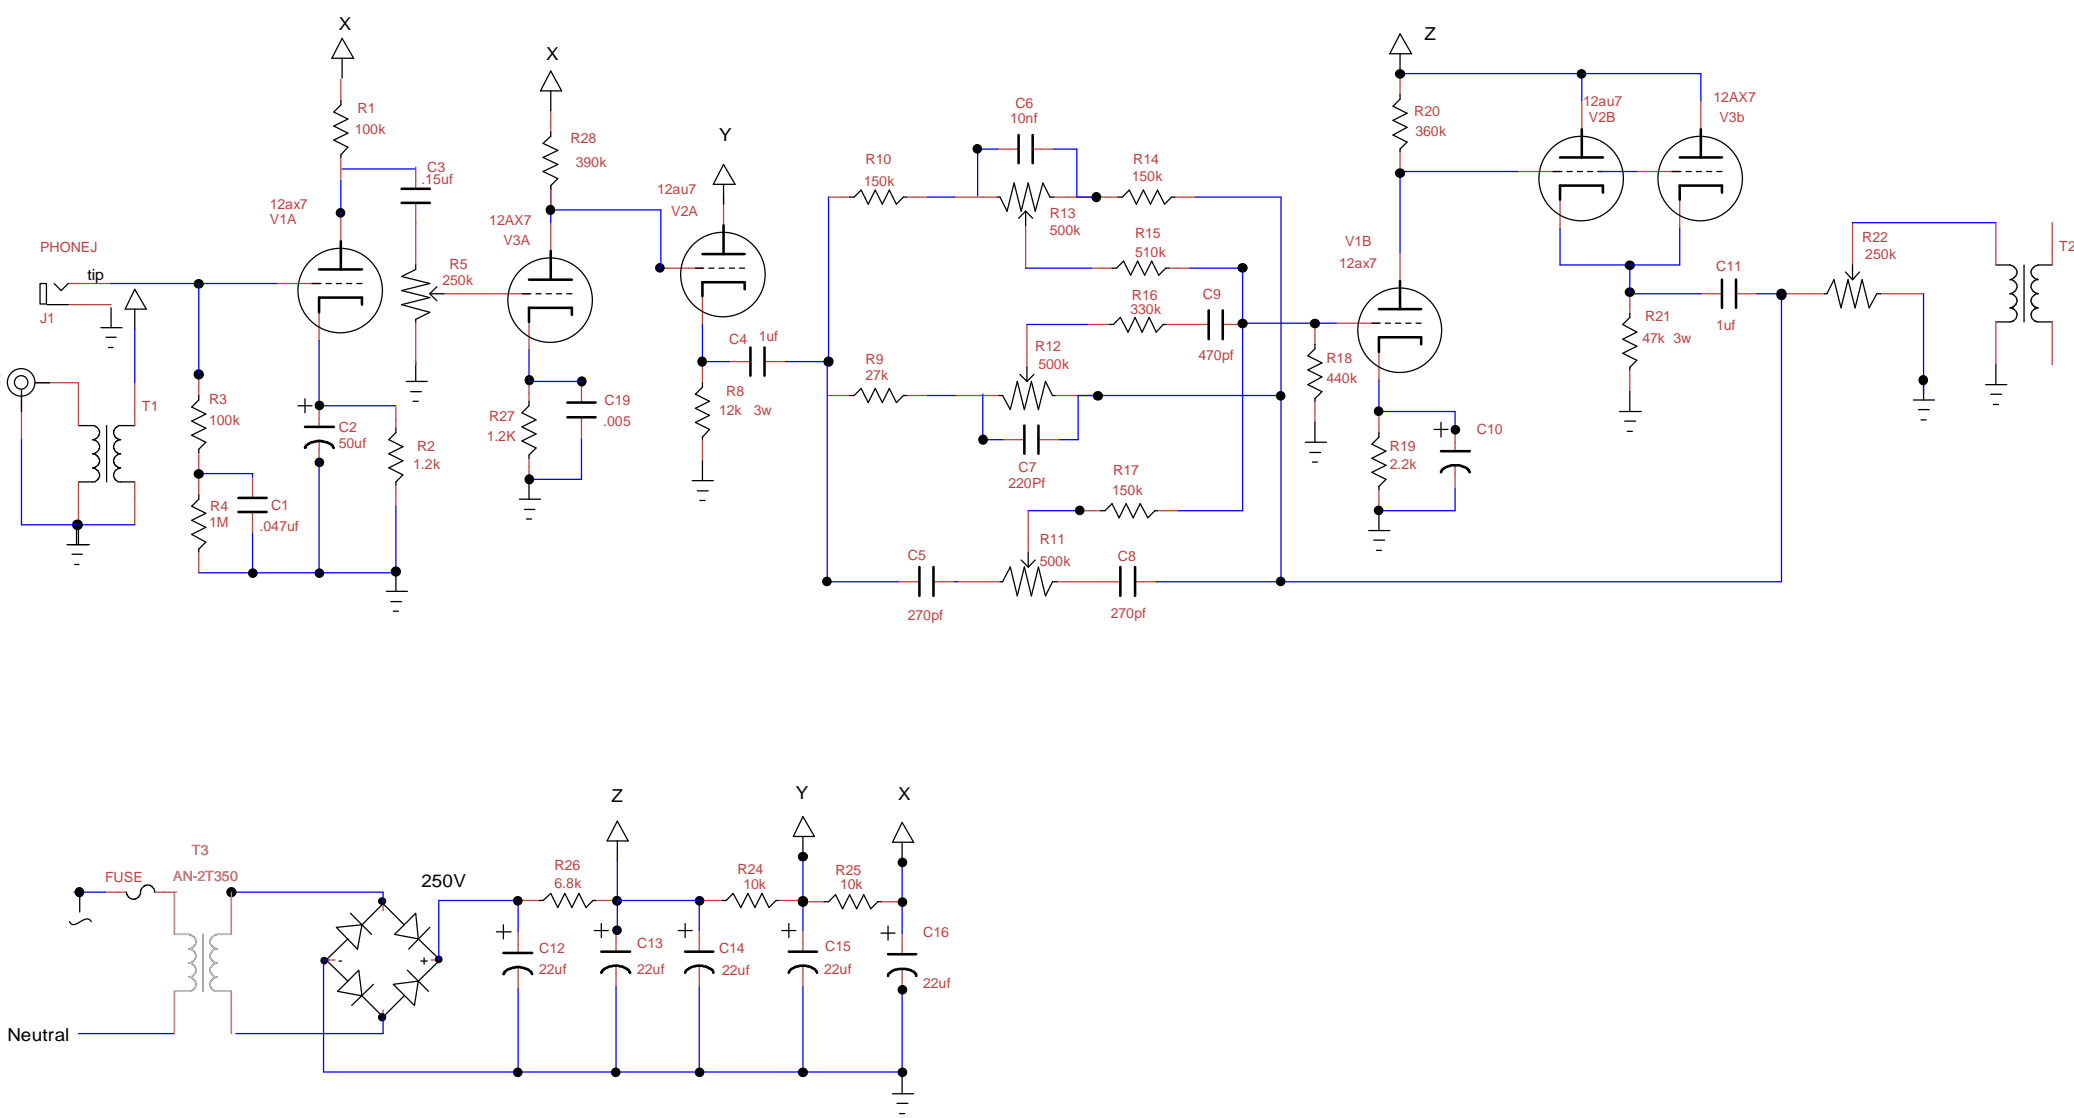 X
R1
100k
C3
.15uf
12ax7
V1A
PHONEJ
tip
J1
R5
250k
T1
R3
100k
C2
50uf
R2
1.2k
R4
1M
C1
.047uf
X
R28
390k
12AX7
V3A
R27
1.2K
C19
.005
Y
12au7
V2A
C4
1uf
R8
12k 3w
C6
10nf
R10
150k
R14
150k
R13
500k
R15
510k
R16
330k
C9
470pf
R12
500k
R9
27k
C7
220Pf
R17
150k
R11
500k
C5
270pf
C8
270pf
Z
R20
360k
12au7
V2B
12AX7
V3b
V1B
12ax7
R18
440k
R19
2.2k
+
C10
C11
1uf
R21
47k 3w
R22
250k
T2
Z
Y
X
T3
AN-2T350
FUSE
250V
R26
6.8k
R24
10k
R25
10k
+
C12
22uf
+
C13
22uf
+
C14
22uf
+
C15
22uf
+
C16
22uf
-
+
Neutral